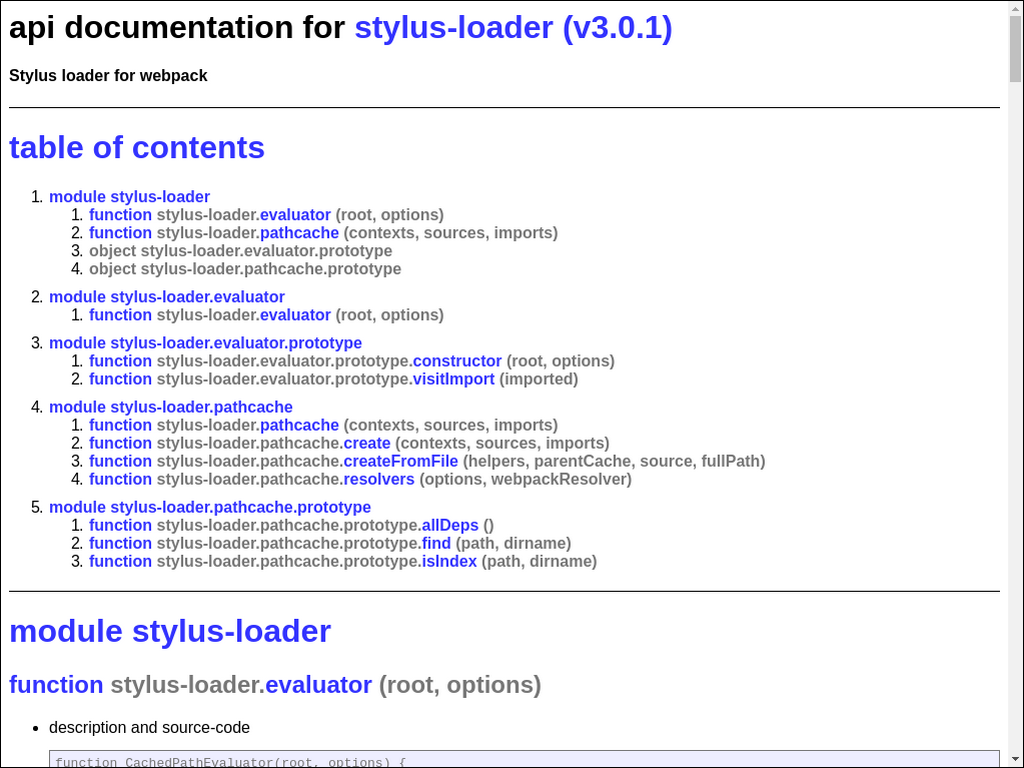 api documentation for stylus-loader (v3.0.1)
Stylus loader for webpack
table of contents
1. module stylus-loader
1. function stylus-loader.evaluator (root, options)
2. function stylus-loader.pathcache (contexts, sources, imports)
3. object stylus-loader.evaluator.prototype
4. object stylus-loader.pathcache.prototype
2. module stylus-loader.evaluator
1. function stylus-loader.evaluator (root, options)
3. module stylus-loader.evaluator.prototype
1. function stylus-loader.evaluator.prototype.constructor (root, options)
2. function stylus-loader.evaluator.prototype.visitImport (imported)
4. module stylus-loader.pathcache
1. function stylus-loader.pathcache (contexts, sources, imports)
2. function stylus-loader.pathcache.create (contexts, sources, imports)
3. function stylus-loader.pathcache.createFromFile (helpers, parentCache, source, fullPath)
4. function stylus-loader.pathcache.resolvers (options, webpackResolver)
5. module stylus-loader.pathcache.prototype
1. function stylus-loader.pathcache.prototype.allDeps ()
2. function stylus-loader.pathcache.prototype.find (path, dirname)
3. function stylus-loader.pathcache.prototype.isIndex (path, dirname)
module stylus-loader
function stylus-loader.evaluator (root, options)
• description and source-code
function CachedPathEvaluator(root, options) {